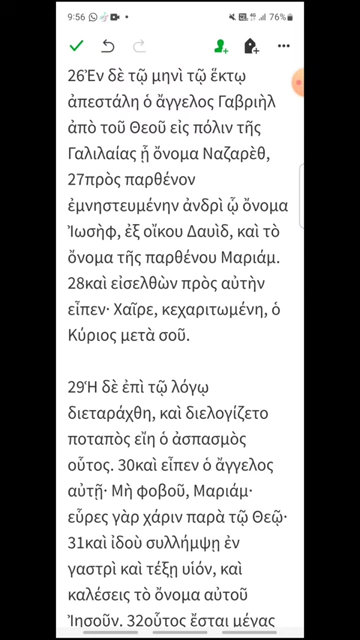 9:56
76%
26Ἐν δὲ τῷ μηνὶ τῷ ἕκτῳ
ἀπεστάλη ὁ ἄγγελος Γαβριὴλ
ἀπὸ τοῦ Θεοῦ εἰς πόλιν τῆς
Γαλιλαίας ᾗ ὄνομα Ναζαρὲθ,
27πρὸς παρθένον
ἐμνηστευμένην ἀνδρὶ ᾧ ὄνομα
Ἰωσὴφ, ἐξ οἴκου Δαυὶδ, καὶ τὸ
ὄνομα τῆς παρθένου Μαριάμ.
28καὶ εἰσελθὼν πρὸς αὐτὴν
εἶπεν· Χαῖρε, κεχαριτωμένη, ὁ
Κύριος μετὰ σοῦ.
29Ἡ δὲ ἐπὶ τῷ λόγῳ
διεταράχθη, καὶ διελογίζετο
ποταπὸς εἴη ὁ ἀσπασμὸς
οὗτος. 30καὶ εἶπεν ὁ ἄγγελος
αὐτῇ· Μὴ φοβοῦ, Μαριάμ·
εὗρες γὰρ χάριν παρὰ τῷ Θεῷ·
31καὶ ἰδοὺ συλλήμψῃ ἐν
γαστρὶ καὶ τέξῃ υἱόν, καὶ
καλέσεις τὸ ὄνομα αὐτοῦ
Ἰησοῦν. 32οὗτος ἔσται μέγας